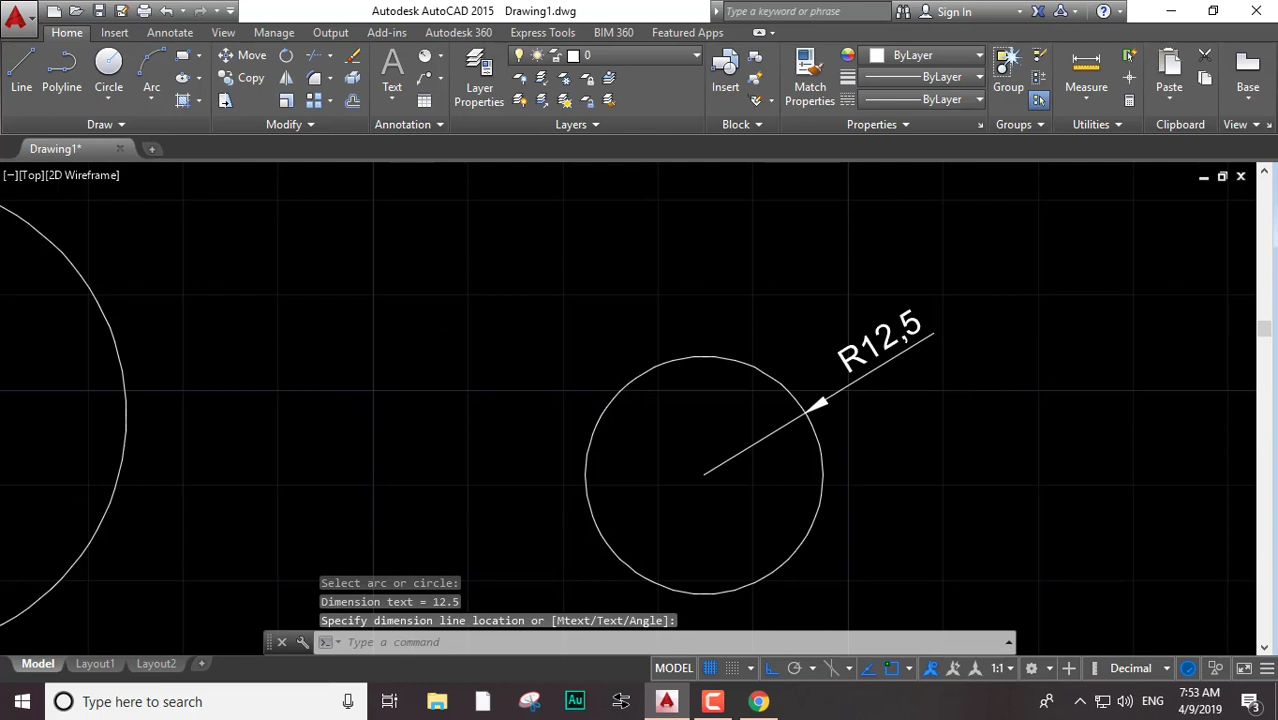 Autodesk AutoCAD 2015 Drawing1.dwg
Type a keyword or phrase
Sign In
Home Insert Annotate View Manage Output Add-ins Autodesk 360 Express Tools BIM 360 Featured Apps
Line
Polyline
Circle
Arc
Draw
Move
Copy
Modify
Text
Annotation
Layer
Properties
0
Layers
Insert
Block
Match
Properties
ByLayer
ByLayer
ByLayer
Properties
Group
Groups
Measure
Utilities
Paste
Clipboard
Base
View
Drawing1*
[−][Top][2D Wireframe]
R12,5
Select arc or circle:
Dimension text = 12.5
Specify dimension line location or [Mtext/Text/Angle]:
Type a command
Model Layout1 Layout2
MODEL 1:1 Decimal
Type here to search
Au
ENG
7:53 AM
4/9/2019
3